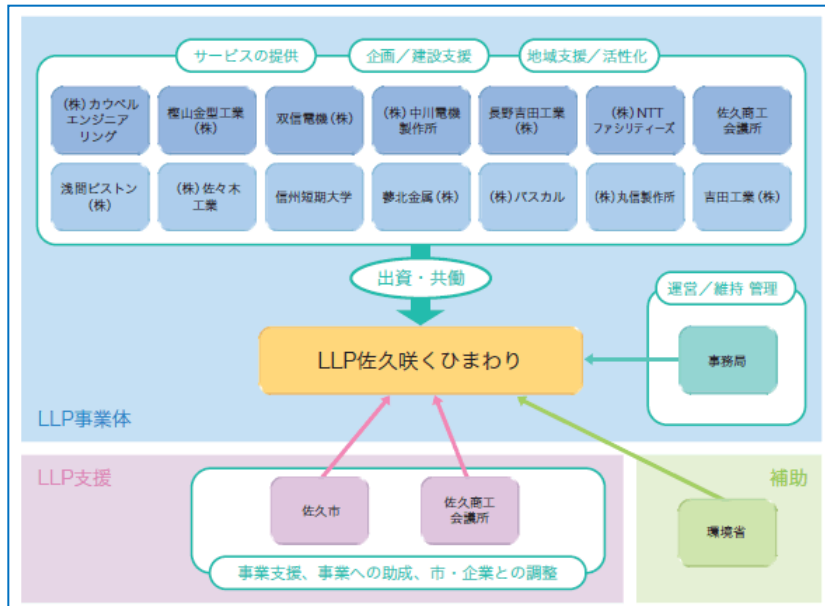 サービスの提供
企画／建設支援
地域支援／活性化
(株)カウベル
エンジニア
リング
樫山金型工業
(株)
双信電機(株)
(株)中川電機
製作所
長野吉田工業
(株)
(株)NTT
ファシリティーズ
佐久商工
会議所
浅間ピストン
(株)
(株)佐々木
工業
信州短期大学
夢北金属(株)
(株)パスカル
(株)丸信製作所
吉田工業(株)
出資・共働
運営／維持 管理
LLP佐久咲くひまわり
事務局
LLP事業体
LLP支援
補助
佐久市
佐久商工
会議所
環境省
事業支援、事業への助成、市・企業との調整